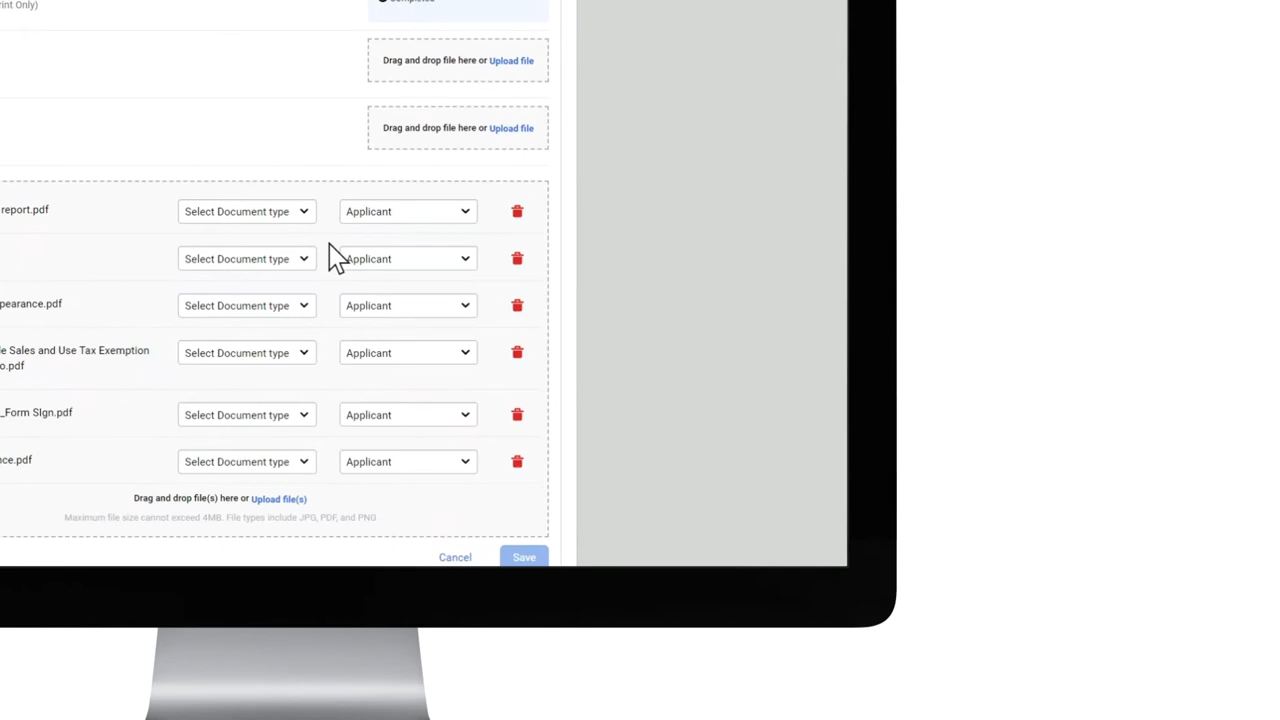 rint Only)
Completed
Drag and drop file here or Upload file
Drag and drop file here or Upload file
report.pdf Select Document type Applicant
Select Document type Applicant
pearance.pdf Select Document type Applicant
le Sales and Use Tax Exemption Select Document type Applicant
o.pdf
_Form SIgn.pdf Select Document type Applicant
nce.pdf Select Document type Applicant
Drag and drop file(s) here or Upload file(s)
Maximum file size cannot exceed 4MB. File types include JPG, PDF, and PNG
Cancel Save